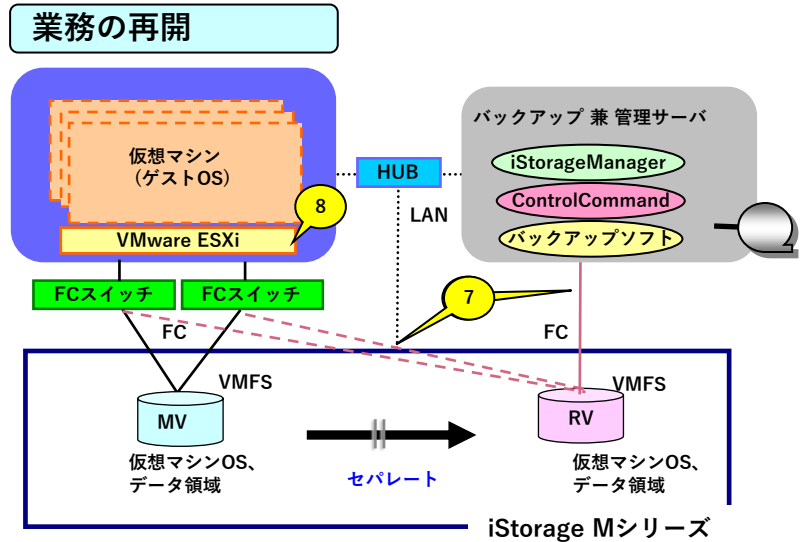 業務の再開
仮想マシン
(ゲストOS)
VMware ESXi
8
HUB
LAN
バックアップ 兼 管理サーバ
iStorageManager
ControlCommand
バックアップソフト
FCスイッチ
FCスイッチ
7
FC
FC
VMFS
MV
仮想マシンOS、
データ領域
セパレート
VMFS
RV
仮想マシンOS、
データ領域
iStorage Mシリーズ